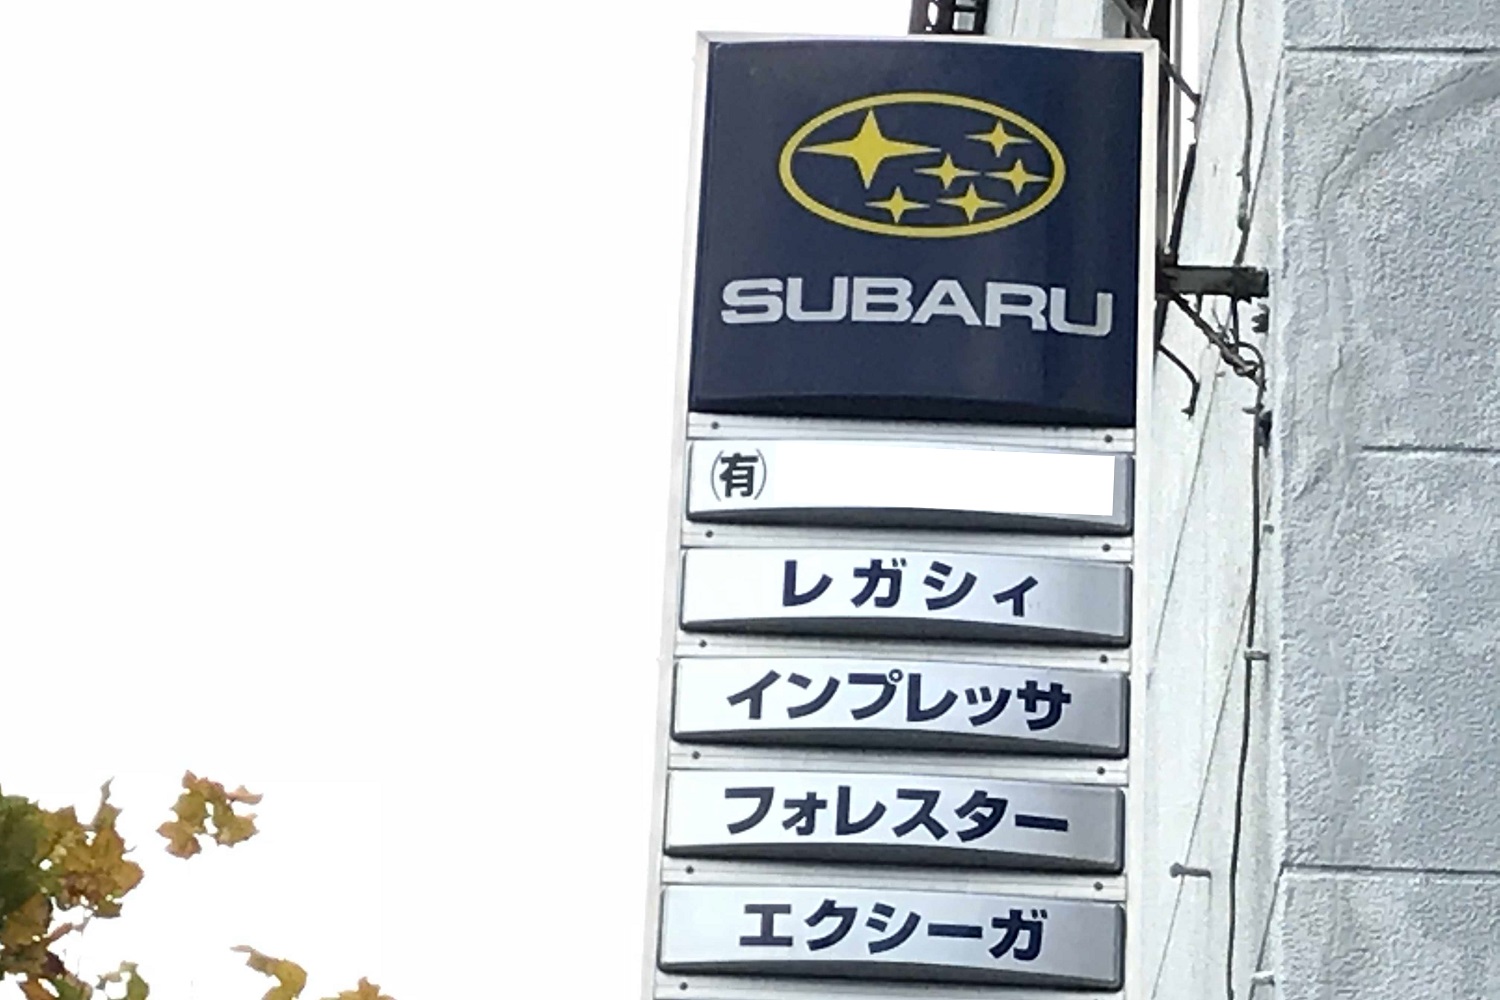 SUBARU
㈲
レガシィ
インプレッサ
フォレスター
エクシーガ